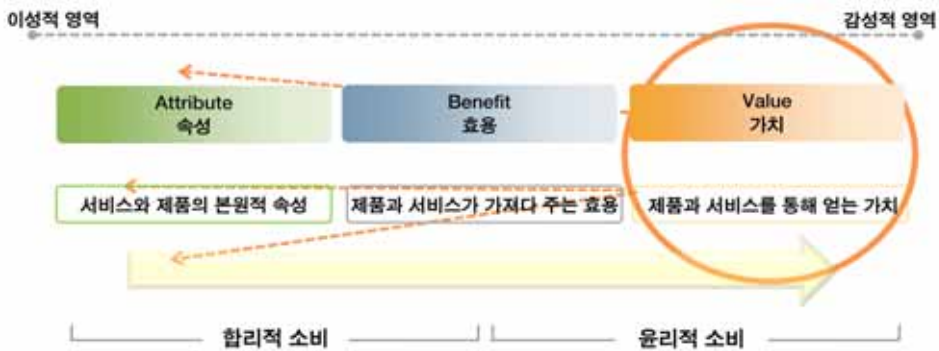 이성적 영역
감성적 영역
Attribute
속성
Benefit
효용
Value
가치
서비스와 제품의 본원적 속성
제품과 서비스가 가져다 주는 효용
제품과 서비스를 통해 얻는 가치
합리적 소비
윤리적 소비